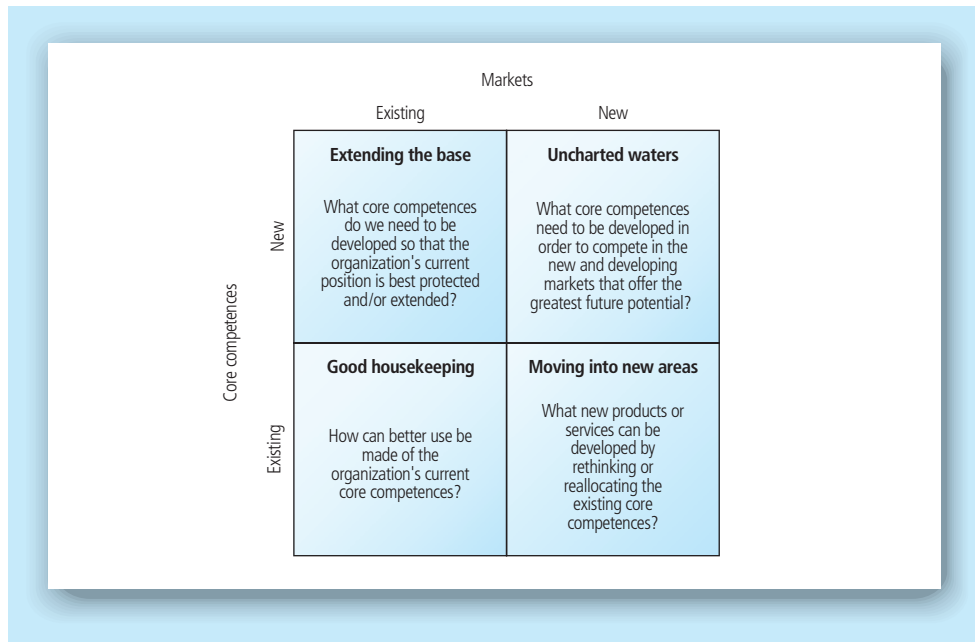 Markets
Existing
New
Core competences
New
Extending the base
What core competences
do we need to be
developed so that the
organization's current
position is best protected
and/or extended?
Uncharted waters
What core competences
need to be developed in
order to compete in the
new and developing
markets that offer the
greatest future potential?
Existing
Good housekeeping
How can better use be
made of the
organization's current
core competences?
Moving into new areas
What new products or
services can be
developed by
rethinking or
reallocating the
existing core
competences?